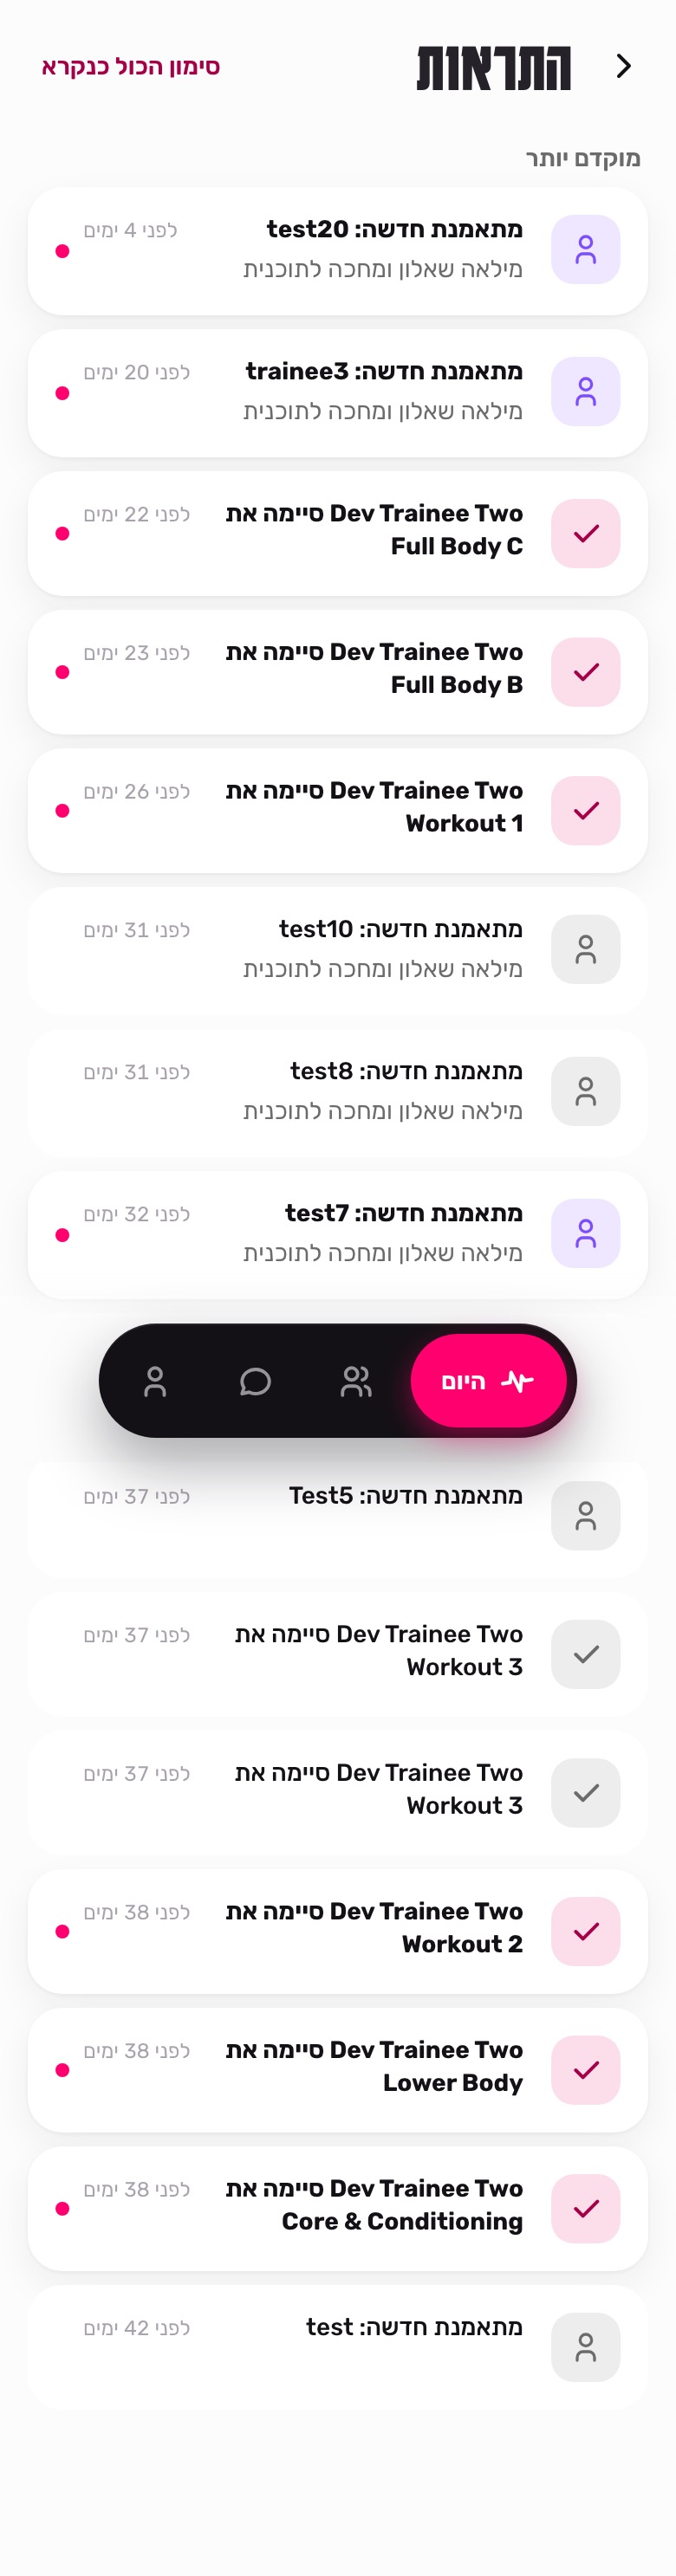 התראות
סימון הכול כנקרא
מוקדם יותר
מתאמנת חדשה: test20
לפני 4 ימים
מילאה שאלון ומחכה לתוכנית
מתאמנת חדשה: trainee3
לפני 20 ימים
מילאה שאלון ומחכה לתוכנית
Dev Trainee Two סיימה את
Full Body C
לפני 22 ימים
Dev Trainee Two סיימה את
Full Body B
לפני 23 ימים
Dev Trainee Two סיימה את
Workout 1
לפני 26 ימים
מתאמנת חדשה: test10
לפני 31 ימים
מילאה שאלון ומחכה לתוכנית
מתאמנת חדשה: test8
לפני 31 ימים
מילאה שאלון ומחכה לתוכנית
מתאמנת חדשה: test7
לפני 32 ימים
מילאה שאלון ומחכה לתוכנית
היום
מתאמנת חדשה: Test5
לפני 37 ימים
Dev Trainee Two סיימה את
Workout 3
לפני 37 ימים
Dev Trainee Two סיימה את
Workout 3
לפני 37 ימים
Dev Trainee Two סיימה את
Workout 2
לפני 38 ימים
Dev Trainee Two סיימה את
Lower Body
לפני 38 ימים
Dev Trainee Two סיימה את
Core & Conditioning
לפני 38 ימים
מתאמנת חדשה: test
לפני 42 ימים